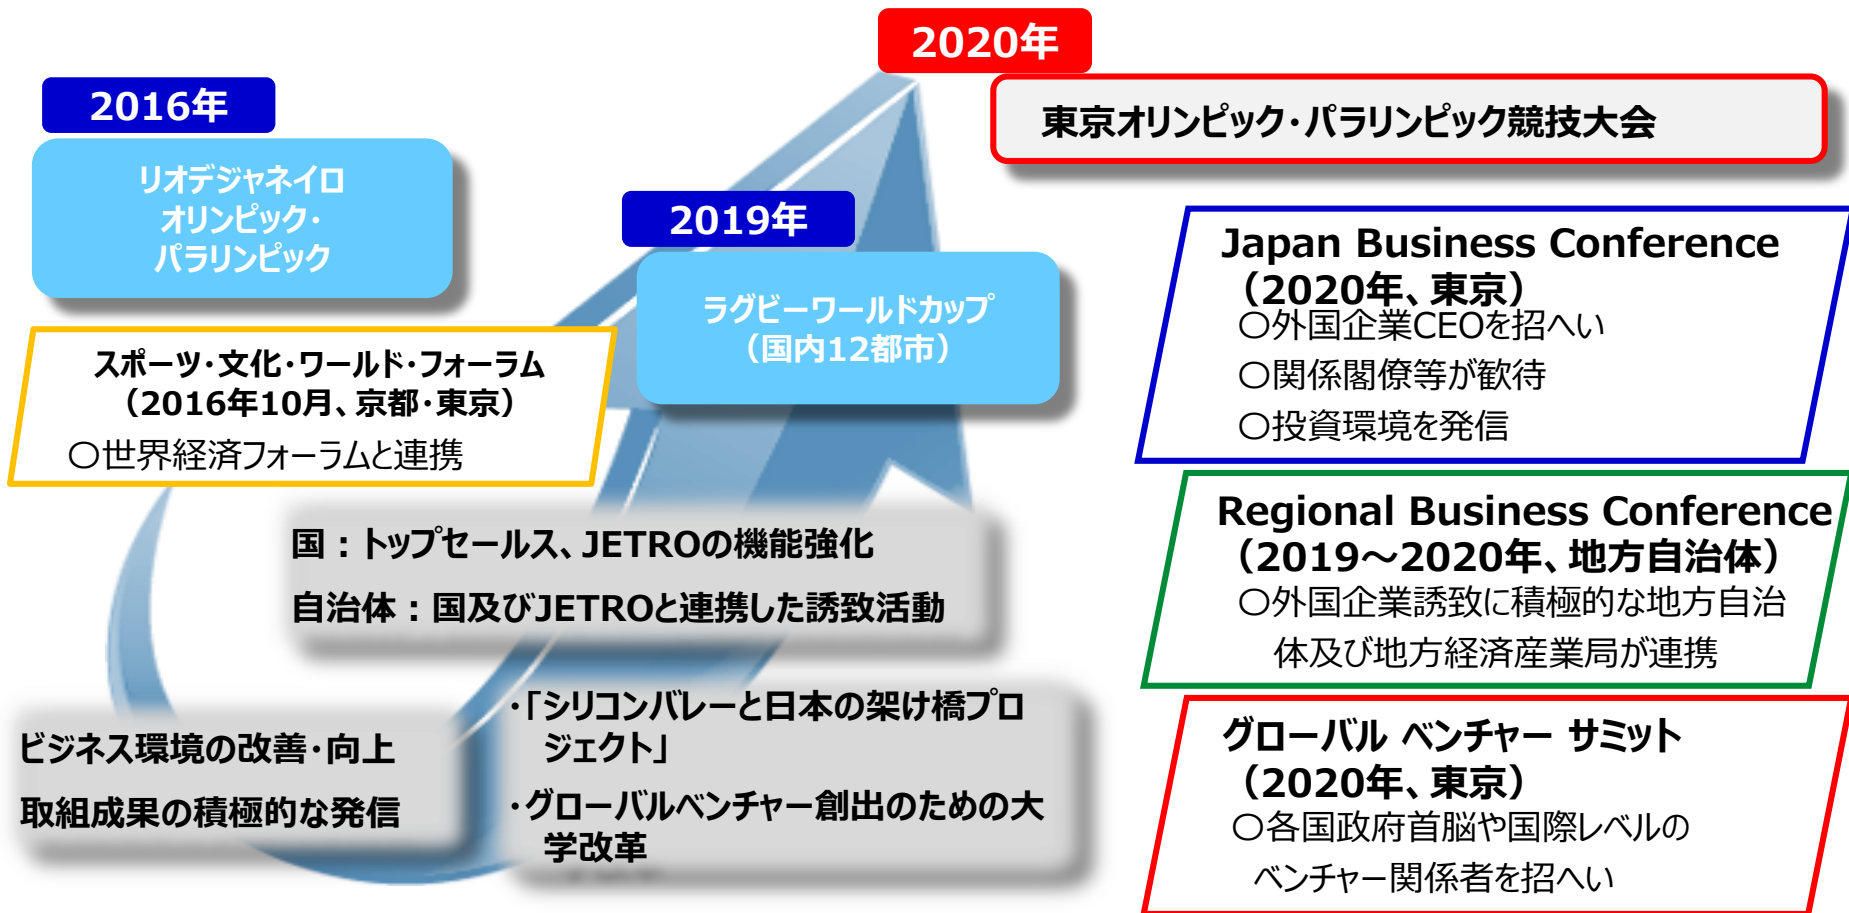 2020年
東京オリンピック・パラリンピック競技大会
2016年
リオデジャネイロ
オリンピック・
パラリンピック
2019年
ラグビーワールドカップ
（国内12都市）
スポーツ・文化・ワールド・フォーラム
（2016年10月、京都・東京）
〇世界経済フォーラムと連携
国：トップセールス、JETROの機能強化
自治体：国及びJETROと連携した誘致活動
ビジネス環境の改善・向上
取組成果の積極的な発信
・「シリコンバレーと日本の架け橋プロ
ジェクト」
・グローバルベンチャー創出のための大
学改革
Japan Business Conference
（2020年、東京）
〇外国企業CEOを招へい
〇関係閣僚等が歓待
〇投資環境を発信
Regional Business Conference
（2019～2020年、地方自治体）
〇外国企業誘致に積極的な地方自治
体及び地方経済産業局が連携
グローバル ベンチャー サミット
（2020年、東京）
〇各国政府首脳や国際レベルの
ベンチャー関係者を招へい